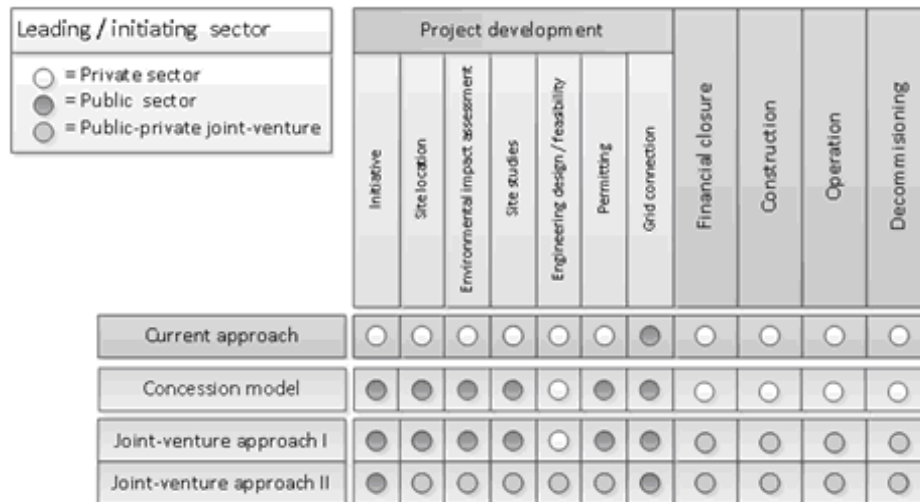 Leading / initiating sector
= Private sector
= Public sector
= Public-private joint-venture
Project development
Initiative
Site location
Environmental impact assessment
Site studies
Engineering design / feasibility
Permitting
Grid connection
Financial closure
Construction
Operation
Decommisioning
Current approach
Concession model
Joint-venture approach I
Joint-venture approach II